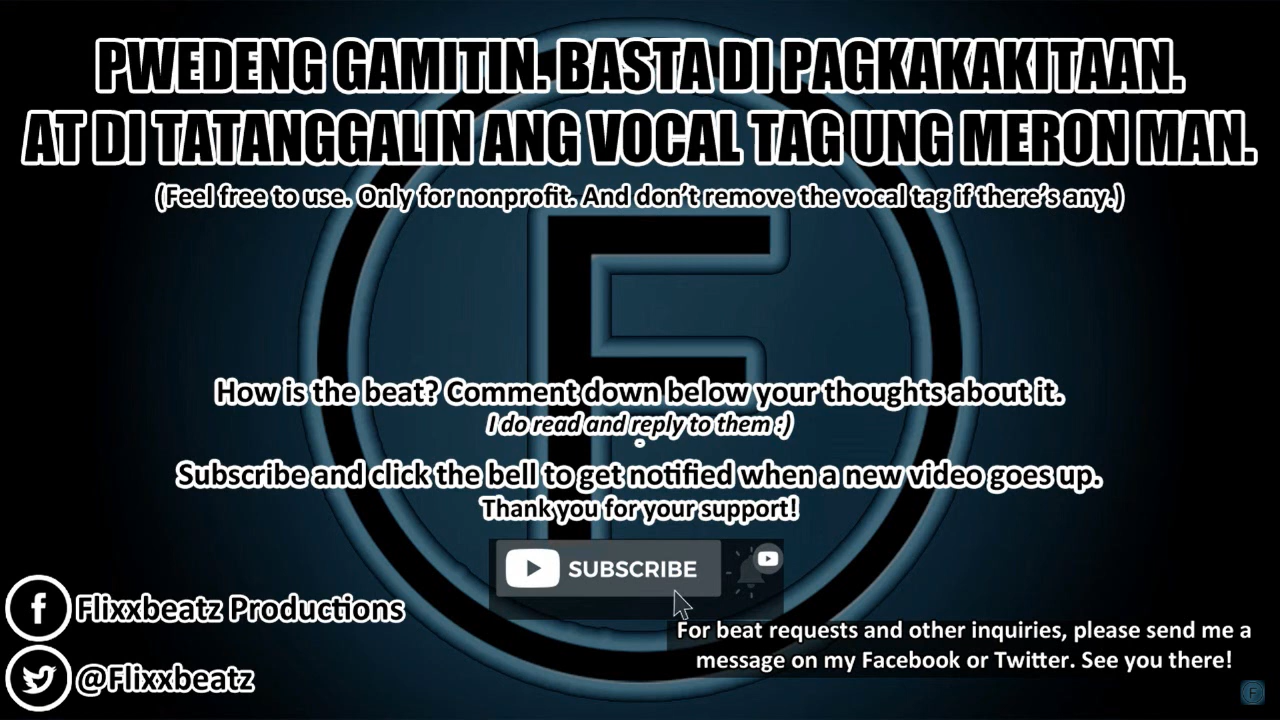 PWEDENG GAMITIN. BASTA DI PAGKAKAKITAAN.
AT DI TATANGGALIN ANG VOCAL TAG UNG MERON MAN.
(Feel free to use. Only for nonprofit. And don't remove the vocal tag if there's any.)
F
How is the beat? Comment down below your thoughts about it.
I do read and reply to them :)
-
Subscribe and click the bell to get notified when a new video goes up.
Thank you for your support!
SUBSCRIBE
f Flixxbeatz Productions
@Flixxbeatz
For beat requests and other inquiries, please send me a
message on my Facebook or Twitter. See you there!
F